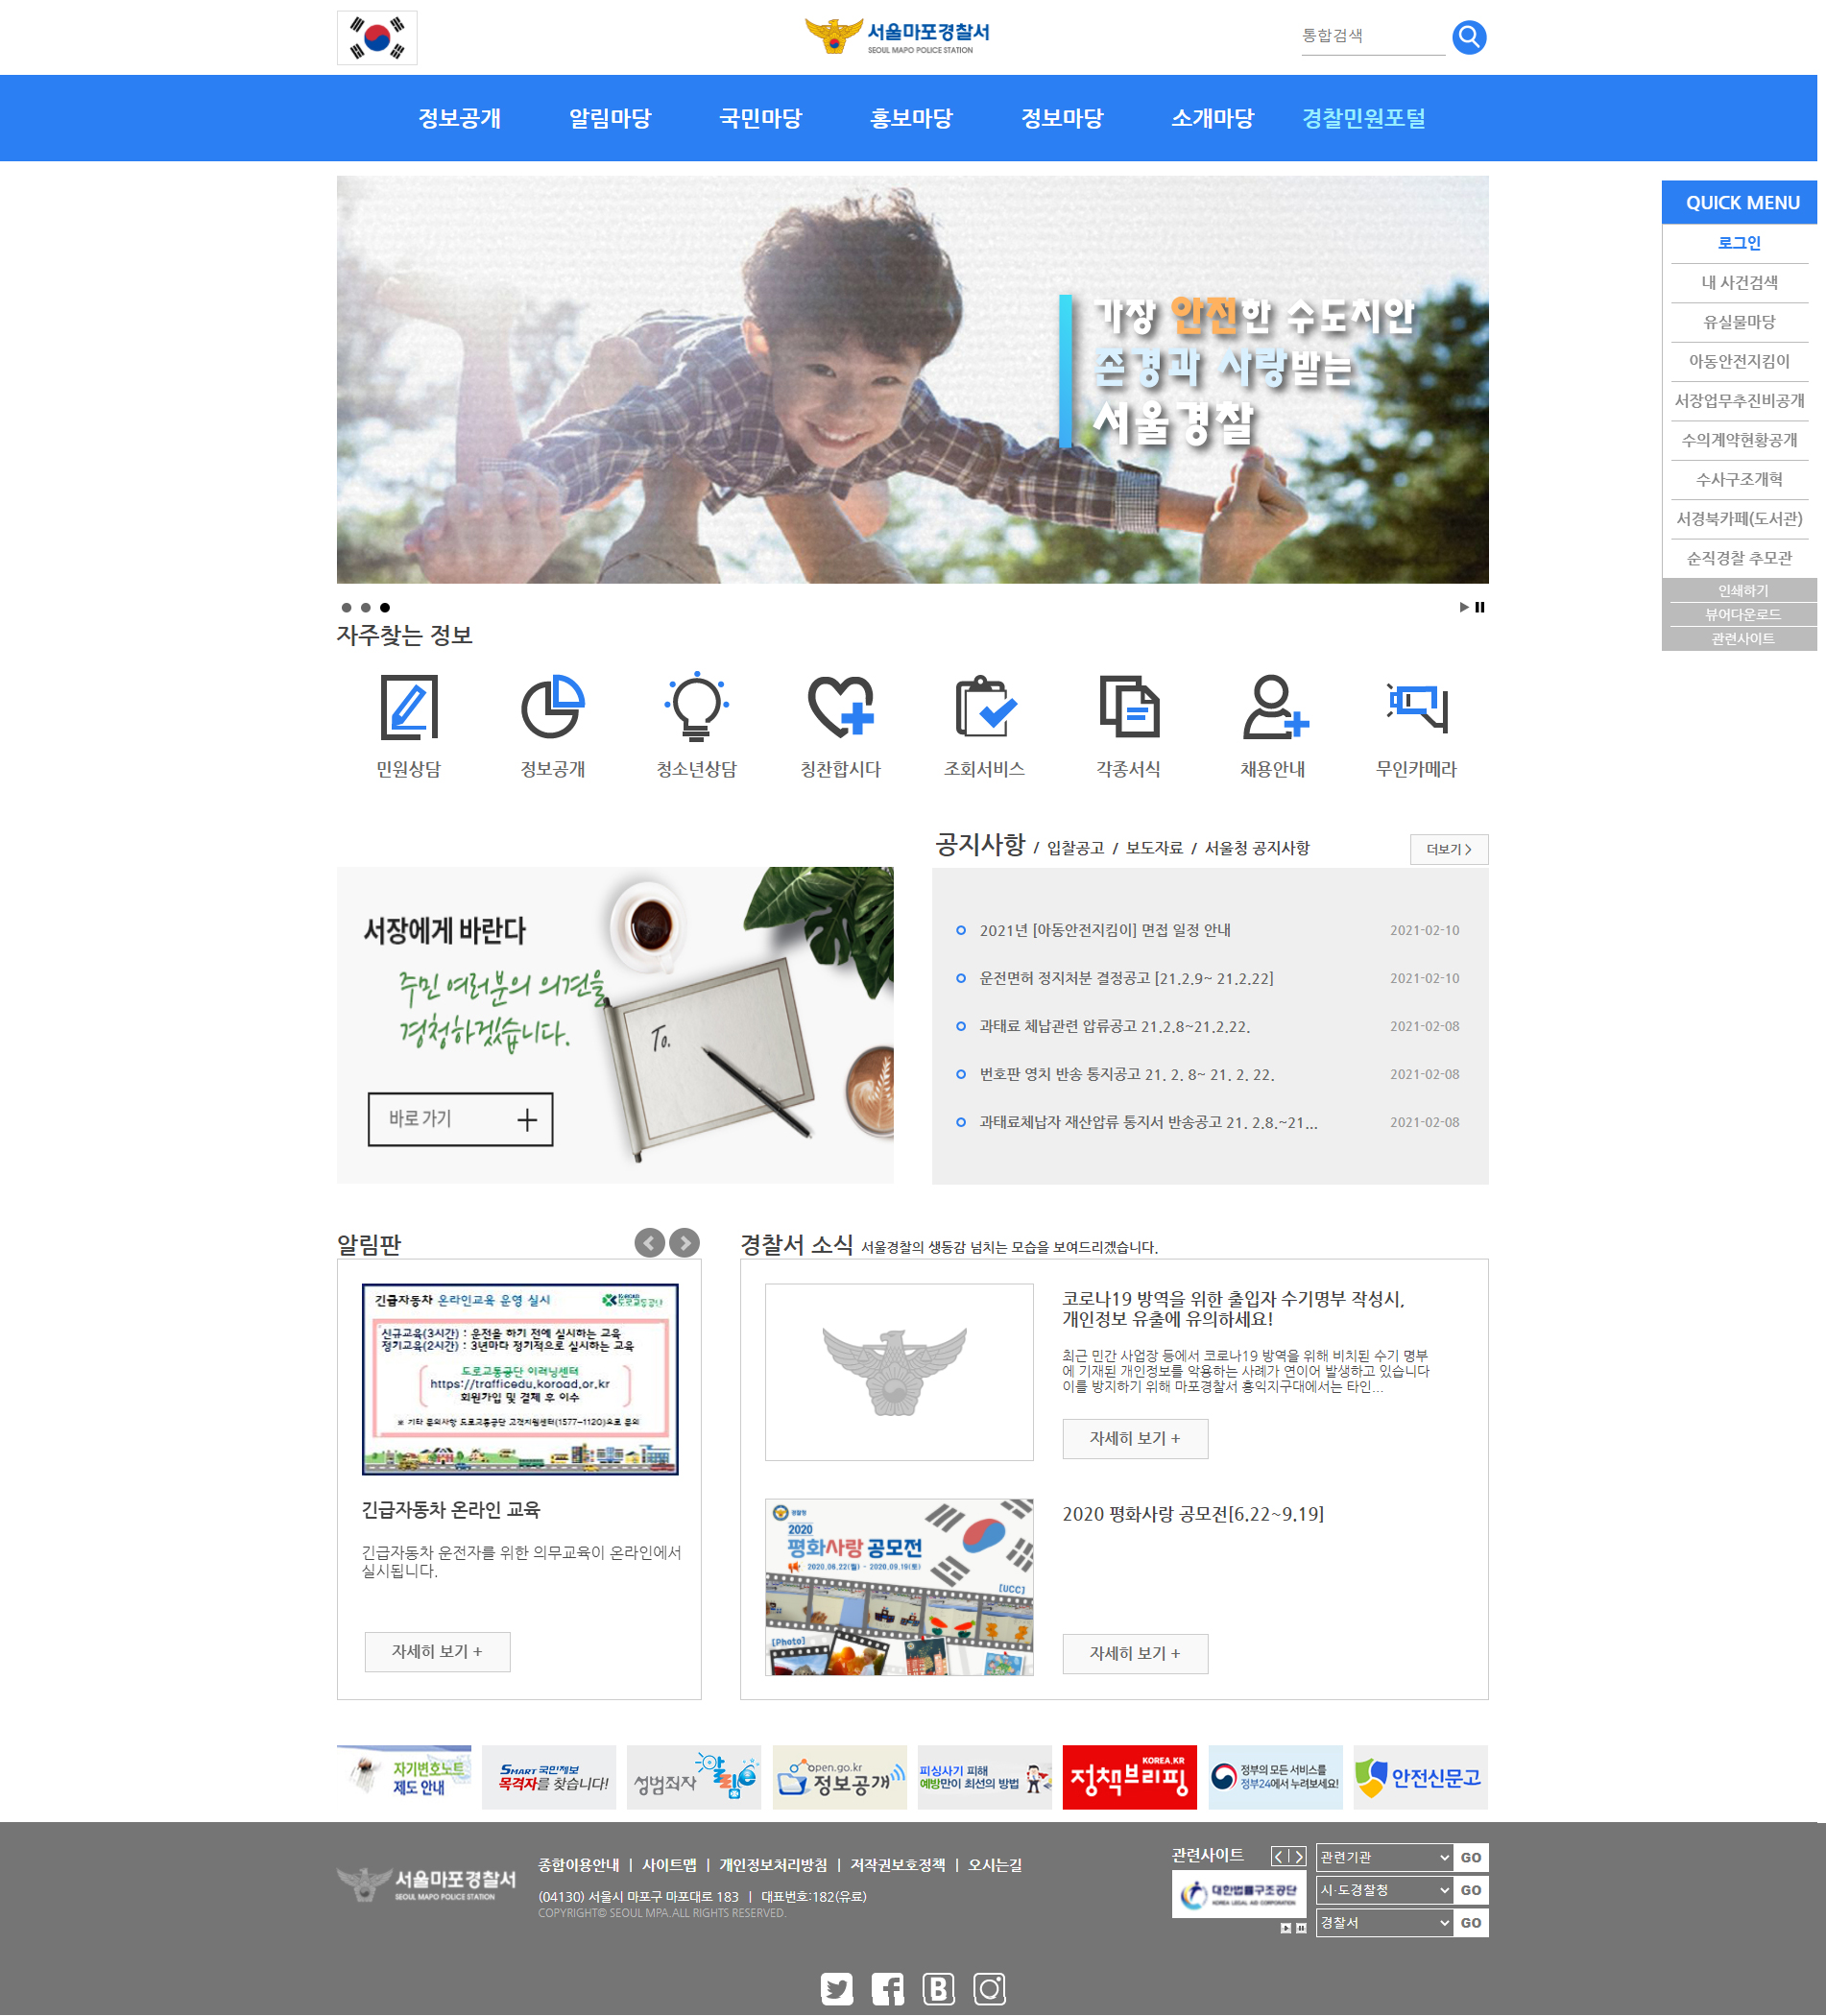 서울마포경찰서
SEOUL MAPO POLICE STATION
통합검색
정보공개
알림마당
국민마당
홍보마당
정보마당
소개마당
경찰민원포털
가장 안전한 수도치안
존경과 사랑받는
서울경찰
QUICK MENU
로그인
내 사건검색
유실물마당
아동안전지킴이
서장업무추진비공개
수의계약현황공개
수사구조개혁
서경북카페(도서관)
순직경찰 추모관
인쇄하기
뷰어다운로드
관련사이트
자주찾는 정보
민원상담
정보공개
청소년상담
칭찬합시다
조회서비스
각종서식
채용안내
무인카메라
서장에게 바란다
주민 여러분의 의견을
경청하겠습니다.
To.
바로 가기
공지사항 / 입찰공고 / 보도자료 / 서울청 공지사항
더보기 >
2021년 [아동안전지킴이] 면접 일정 안내 2021-02-10
운전면허 정지처분 결정공고 [21.2.9~ 21.2.22] 2021-02-10
과태료 체납관련 압류공고 21.2.8~21.2.22. 2021-02-08
번호판 영치 반송 통지공고 21. 2. 8~ 21. 2. 22. 2021-02-08
과태료체납자 재산압류 통지서 반송공고 21. 2.8.~21... 2021-02-08
알림판
긴급자동차 온라인교육 운영 실시
KOROAD
도로교통공단
신규교육(3시간) : 운전을 하기 전에 실시하는 교육
정기교육(2시간) : 3년마다 정기적으로 실시하는 교육
도로교통공단 이러닝센터
https://trafficedu.koroad.or.kr
회원가입 및 결제 후 이수
※ 기타 문의사항 도로교통공단 고객지원센터(1577-1120)으로 문의
긴급자동차 온라인 교육
긴급자동차 운전자를 위한 의무교육이 온라인에서
실시됩니다.
자세히 보기 +
경찰서 소식 서울경찰의 생동감 넘치는 모습을 보여드리겠습니다.
코로나19 방역을 위한 출입자 수기명부 작성시,
개인정보 유출에 유의하세요!
최근 민간 사업장 등에서 코로나19 방역을 위해 비치된 수기 명부
에 기재된 개인정보를 악용하는 사례가 연이어 발생하고 있습니다
이를 방지하기 위해 마포경찰서 홍익지구대에서는 타인...
자세히 보기 +
경찰청
2020
평화사랑 공모전
2020.06.22(월) - 2020.09.19(토)
[UCC]
[Photo]
2020 평화사랑 공모전[6.22~9.19]
자세히 보기 +
자기번호노트
제도 안내
SMART 국민제보
목격자를 찾습니다!
성범죄자 알림e
open.go.kr
정보공개
피싱사기 피해
예방만이 최선의 방법
KOREA.KR
정책브리핑
정부의 모든 서비스를
정부24에서 누려보세요!
안전신문고
서울마포경찰서
SEOUL MAPO POLICE STATION
종합이용안내 | 사이트맵 | 개인정보처리방침 | 저작권보호정책 | 오시는길
(04130) 서울시 마포구 마포대로 183 | 대표번호:182(유료)
COPYRIGHT© SEOUL MPA.ALL RIGHTS RESERVED.
관련사이트
대한법률구조공단
KOREA LEGAL AID CORPORATION
관련기관 GO
시·도경찰청 GO
경찰서 GO